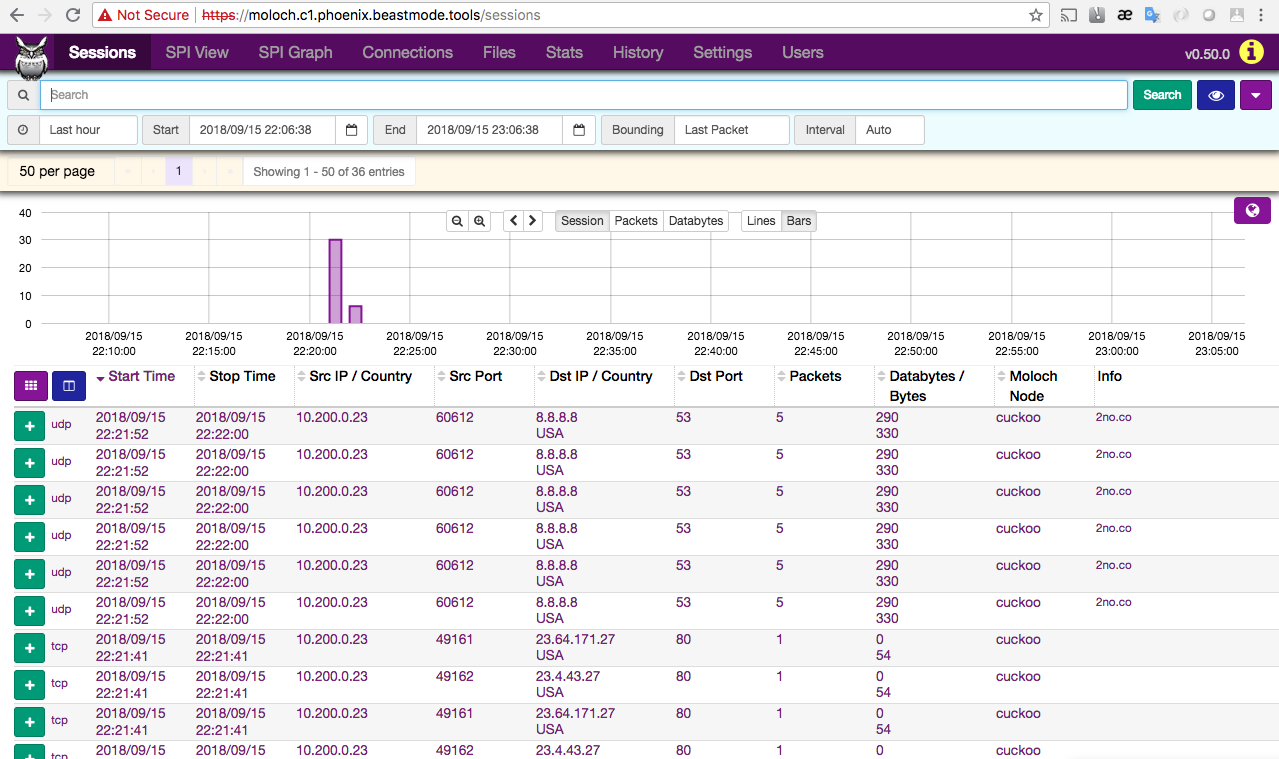 Not Secure https://moloch.c1.phoenix.beastmode.tools/sessions
Sessions SPI View SPI Graph Connections Files Stats History Settings Users v0.50.0
Search Search
Last hour Start 2018/09/15 22:06:38 End 2018/09/15 23:06:38 Bounding Last Packet Interval Auto
50 per page 1 Showing 1 - 50 of 36 entries
Session Packets Databytes Lines Bars
40
30
20
10
0
2018/09/15 2018/09/15 2018/09/15 2018/09/15 2018/09/15 2018/09/15 2018/09/15 2018/09/15 2018/09/15 2018/09/15 2018/09/15 2018/09/15
22:10:00 22:15:00 22:20:00 22:25:00 22:30:00 22:35:00 22:40:00 22:45:00 22:50:00 22:55:00 23:00:00 23:05:00
Start Time Stop Time Src IP / Country Src Port Dst IP / Country Dst Port Packets Databytes / Moloch Info
Bytes Node
udp 2018/09/15 2018/09/15 10.200.0.23 60612 8.8.8.8 53 5 290 cuckoo 2no.co
22:21:52 22:22:00 USA 330
udp 2018/09/15 2018/09/15 10.200.0.23 60612 8.8.8.8 53 5 290 cuckoo 2no.co
22:21:52 22:22:00 USA 330
udp 2018/09/15 2018/09/15 10.200.0.23 60612 8.8.8.8 53 5 290 cuckoo 2no.co
22:21:52 22:22:00 USA 330
udp 2018/09/15 2018/09/15 10.200.0.23 60612 8.8.8.8 53 5 290 cuckoo 2no.co
22:21:52 22:22:00 USA 330
udp 2018/09/15 2018/09/15 10.200.0.23 60612 8.8.8.8 53 5 290 cuckoo 2no.co
22:21:52 22:22:00 USA 330
udp 2018/09/15 2018/09/15 10.200.0.23 60612 8.8.8.8 53 5 290 cuckoo 2no.co
22:21:52 22:22:00 USA 330
tcp 2018/09/15 2018/09/15 10.200.0.23 49161 23.64.171.27 80 1 0 cuckoo
22:21:41 22:21:41 USA 54
tcp 2018/09/15 2018/09/15 10.200.0.23 49162 23.4.43.27 80 1 0 cuckoo
22:21:41 22:21:41 USA 54
tcp 2018/09/15 2018/09/15 10.200.0.23 49161 23.64.171.27 80 1 0 cuckoo
22:21:41 22:21:41 USA 54
tcp 2018/09/15 2018/09/15 10.200.0.23 49162 23.4.43.27 80 1 0 cuckoo